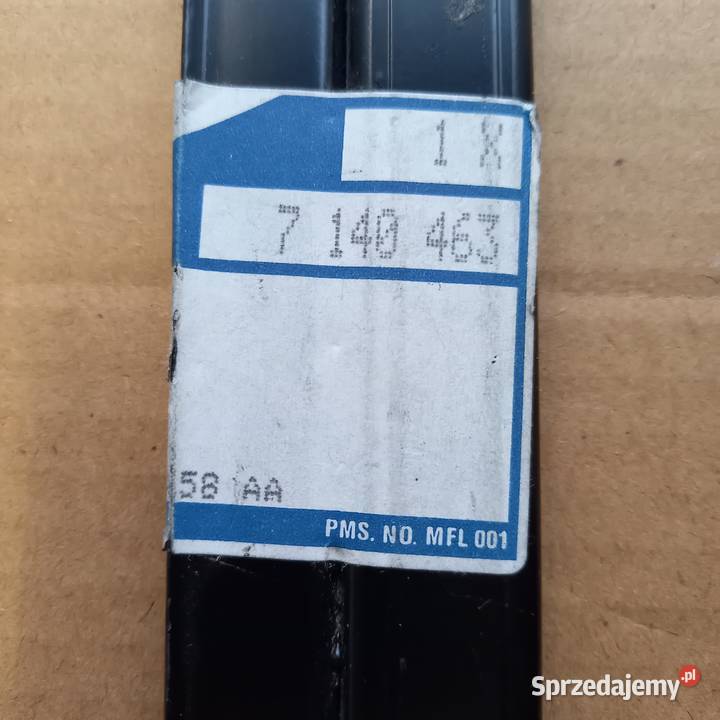 1 X
7 140 463
58 AA
PMS. NO. MFL 001
Sprzedajemy.pl